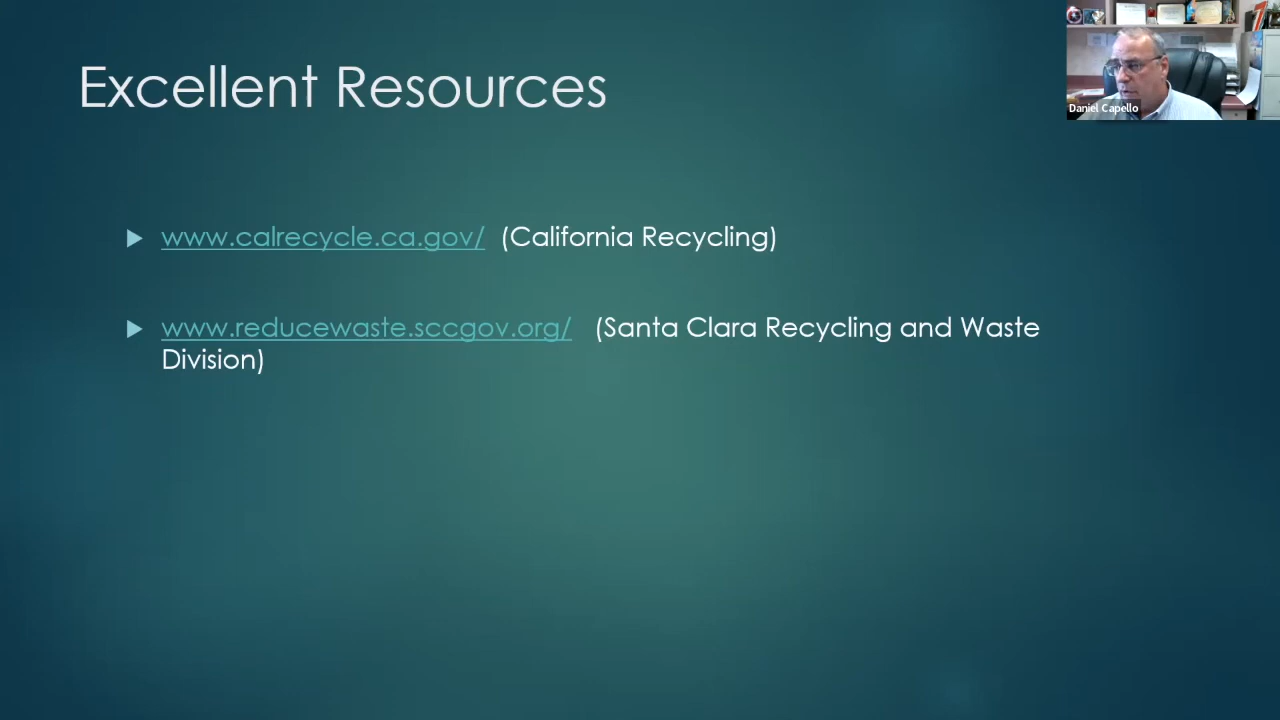 Excellent Resources
Daniel Capello
www.calrecycle.ca.gov/ (California Recycling)
www.reducewaste.sccgov.org/ (Santa Clara Recycling and Waste
Division)